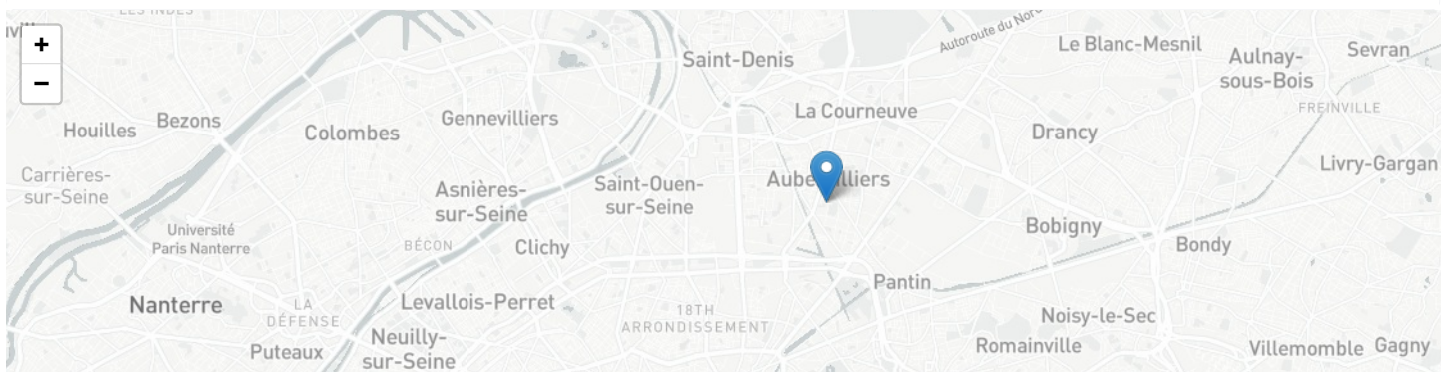 +
−
Saint-Denis
Autoroute du Nord
Le Blanc-Mesnil
Aulnay-
sous-Bois
Sevran
FREINVILLE
La Courneuve
Drancy
Livry-Gargan
Houilles
Bezons
Colombes
Gennevilliers
Carrières-
sur-Seine
Asnières-
sur-Seine
Saint-Ouen-
sur-Seine
Université
Paris Nanterre
BÉCON
Clichy
Bobigny
Bondy
Pantin
Nanterre
LA
DÉFENSE
Levallois-Perret
18TH
ARRONDISSEMENT
Noisy-le-Sec
Puteaux
Neuilly-
sur-Seine
Romainville
Villemomble
Gagny